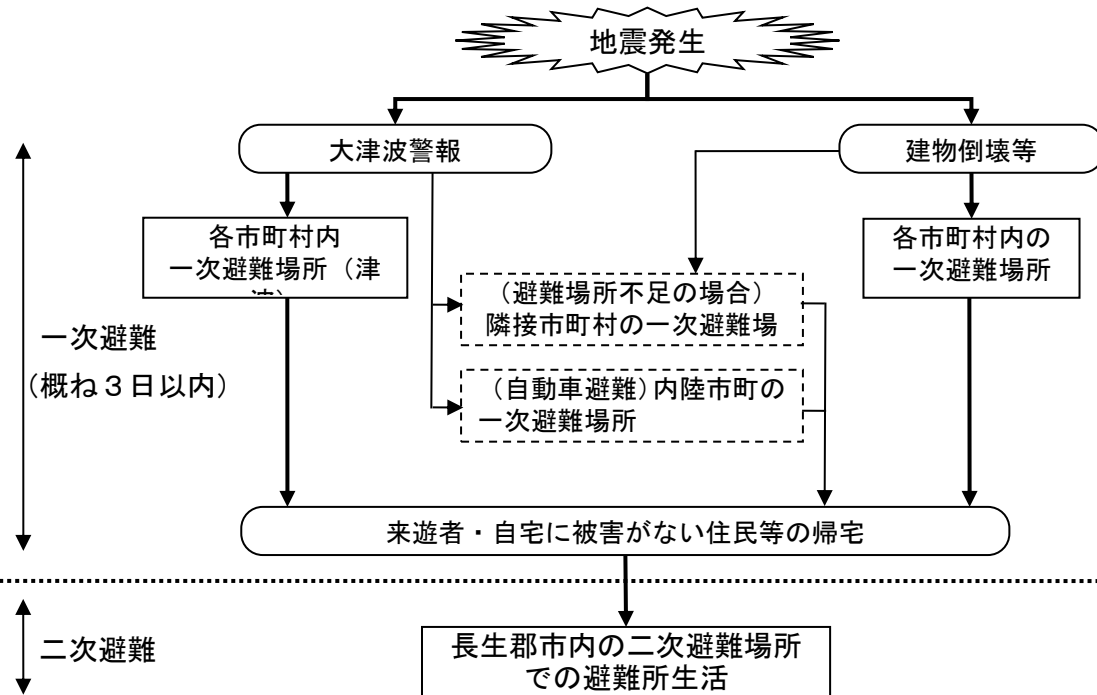 地震発生
大津波警報
建物倒壊等
各市町村内
一次避難場所（津
各市町村内の
一次避難場所
（避難場所不足の場合）
隣接市町村の一次避難場
（自動車避難）内陸市町の
一次避難場所
一次避難
（概ね３日以内）
来遊者・自宅に被害がない住民等の帰宅
二次避難
長生郡市内の二次避難場所
での避難所生活